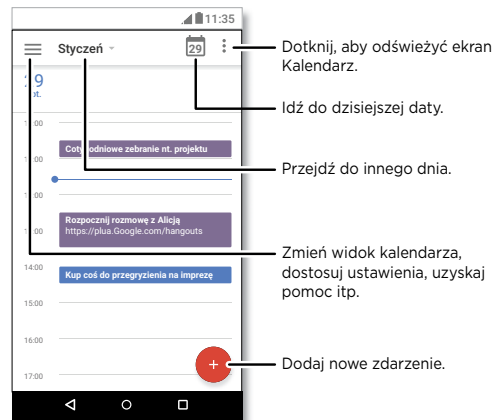 11:35
Styczeń
29
Dotknij, aby odświeżyć ekran
Kalendarz.
Idź do dzisiejszej daty.
Cotygodniowe zebranie nt. projektu
Przejdź do innego dnia.
Rozpocznij rozmowę z Alicją
https://plua.Google.com/hangouts
Zmień widok kalendarza,
dostosuj ustawienia, uzyskaj
pomoc itp.
14:00
Kup coś do przegryzienia na imprezę
15:00
16:00
Dodaj nowe zdarzenie.
17:00